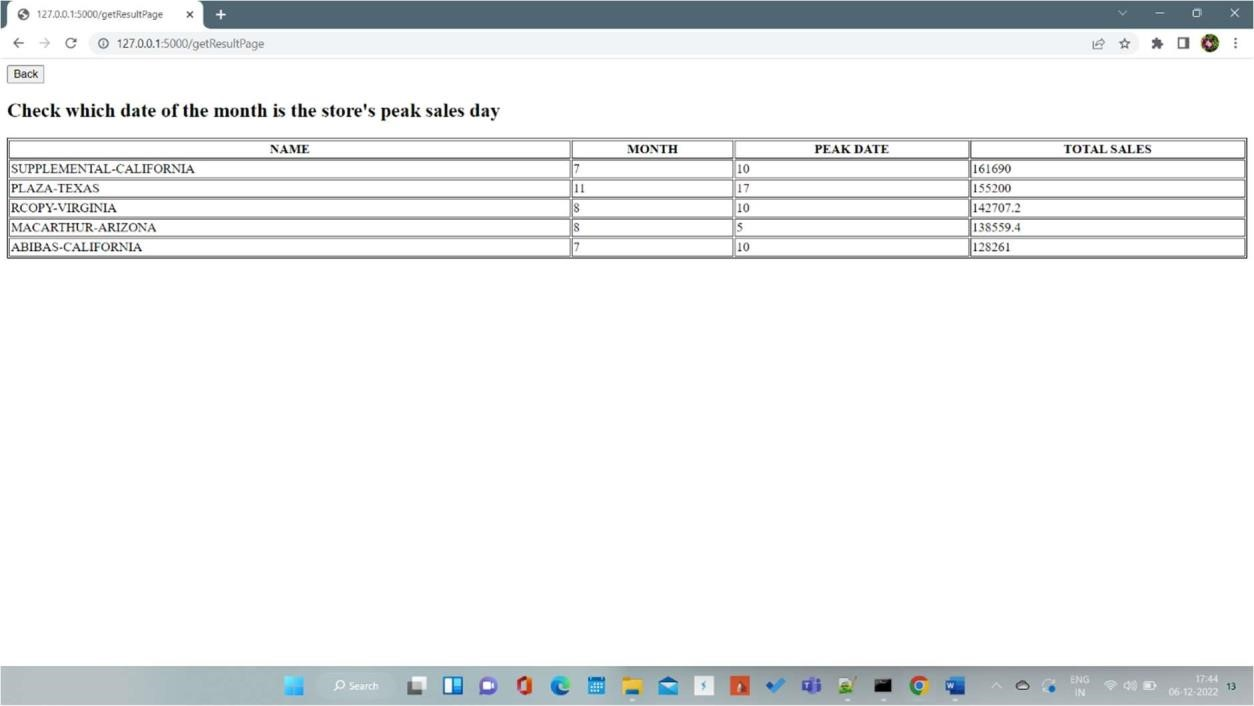 127.0.0.1:5000/getResultPage
127.0.0.1:5000/getResultPage
Back
Check which date of the month is the store's peak sales day
NAME MONTH PEAK DATE TOTAL SALES
SUPPLEMENTAL-CALIFORNIA 7 10 161690
PLAZA-TEXAS 11 17 155200
RCOPY-VIRGINIA 8 10 142707.2
MACARTHUR-ARIZONA 8 5 138559.4
ABIBAS-CALIFORNIA 7 10 128261
Search
ENG
IN
17:44
06-12-2022
13